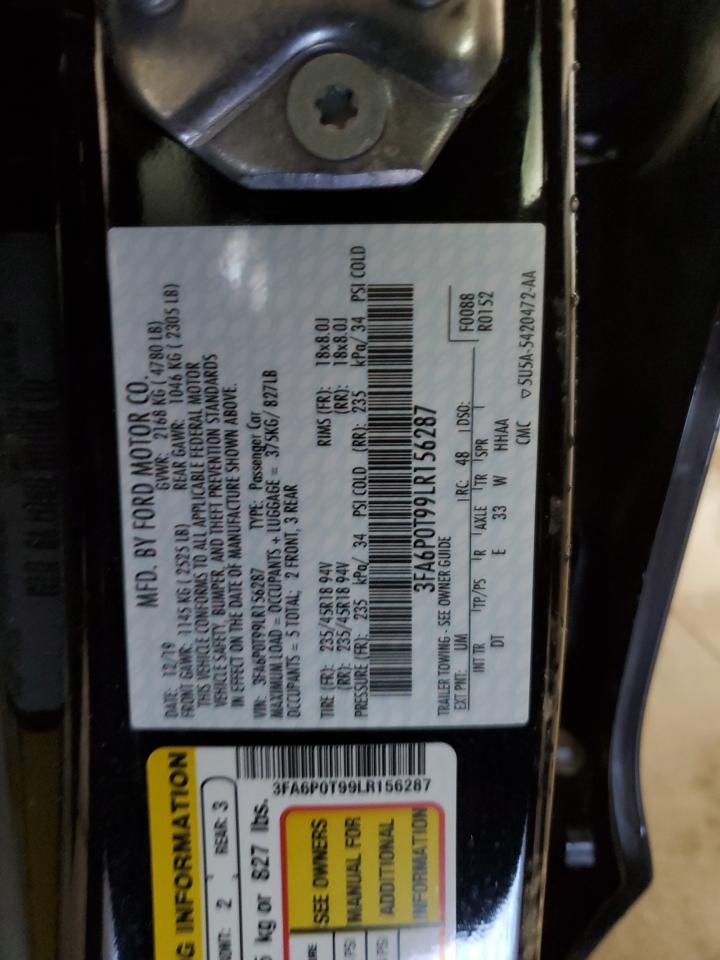 MFD. BY FORD MOTOR CO.
DATE: 12/19 GVWR: 2168 KG ( 4780 LB)
FRONT GAWR: 1145 KG ( 2525 LB) REAR GAWR: 1046 KG ( 2305 LB)
THIS VEHICLE CONFORMS TO ALL APPLICABLE FEDERAL MOTOR
VEHICLE SAFETY, BUMPER, AND THEFT PREVENTION STANDARDS
IN EFFECT ON THE DATE OF MANUFACTURE SHOWN ABOVE.
VIN: 3FA6P0T99LR156287 TYPE: Passenger Car
MAXIMUM LOAD = OCCUPANTS + LUGGAGE = 375KG/ 827LB
OCCUPANTS = 5 TOTAL; 2 FRONT, 3 REAR
TIRE (FR): 235/45R18 94V RIMS (FR): 18x8.0J
(RR): 235/45R18 94V (RR): 18x8.0J
PRESSURE (FR): 235 kPa/ 34 PSI COLD (RR): 235 kPa/ 34 PSI COLD
3FA6P0T99LR156287
TRAILER TOWING - SEE OWNER GUIDE
F0088
EXT PNT: UM RC: 48 DSO: R0152
INT TR TP/PS R AXLE TR SPR
DT E 33 W HHAA
CMC 5U5A-5420472-AA
3FA6P0T99LR156287
G INFORMATION
2 REAR: 3
kg or 827 lbs.
SEE OWNERS
MANUAL FOR
ADDITIONAL
INFORMATION
PSI
PSI